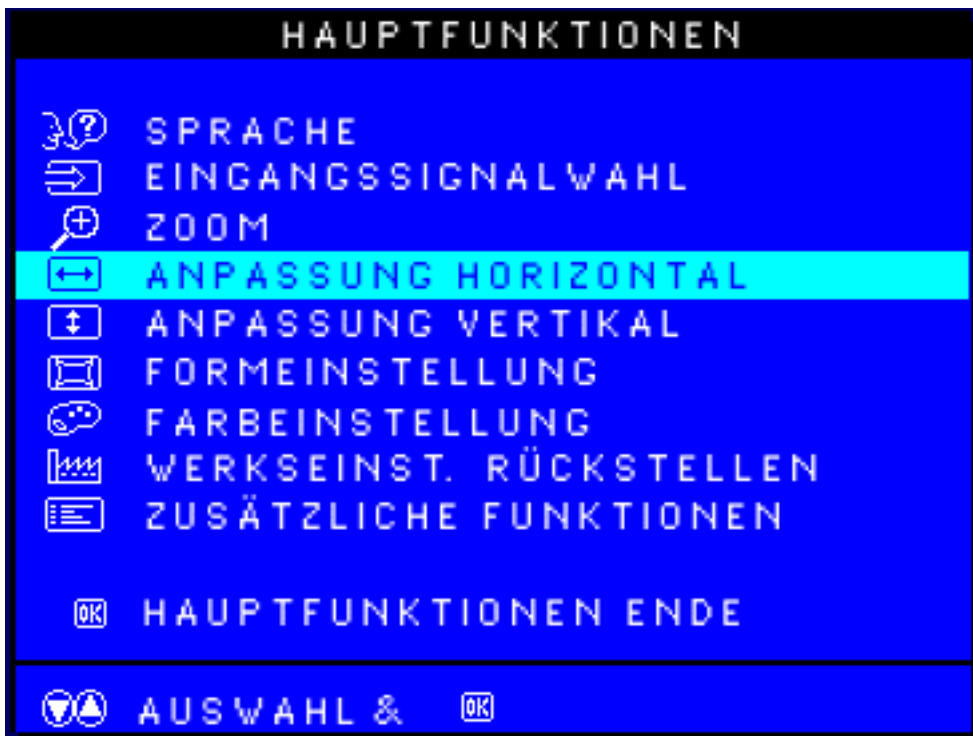 HAUPTFUNKTIONEN
SPRACHE
EINGANGSSIGNALWAHL
ZOOM
ANPASSUNG HORIZONTAL
ANPASSUNG VERTIKAL
FORMEINSTELLUNG
FARBEINSTELLUNG
WERKSEINST. RÜCKSTELLEN
ZUSÄTZLICHE FUNKTIONEN
OK HAUPTFUNKTIONEN ENDE
AUSWAHL & OK